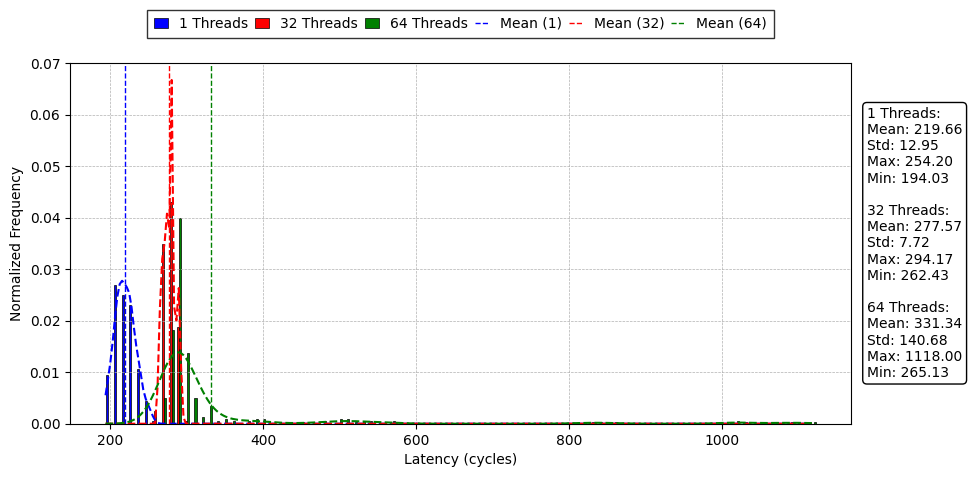 1 Threads 32 Threads 64 Threads Mean (1) Mean (32) Mean (64)
0.07
0.06
0.05
0.04
0.03
0.02
0.01
0.00
Normalized Frequency
200 400 600 800 1000
Latency (cycles)
1 Threads:
Mean: 219.66
Std: 12.95
Max: 254.20
Min: 194.03
32 Threads:
Mean: 277.57
Std: 7.72
Max: 294.17
Min: 262.43
64 Threads:
Mean: 331.34
Std: 140.68
Max: 1118.00
Min: 265.13